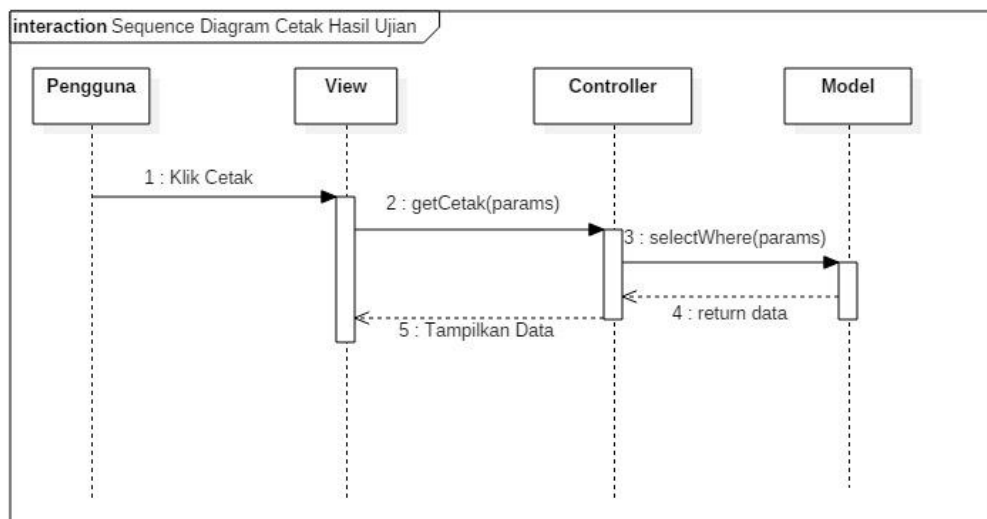 interaction Sequence Diagram Cetak Hasil Ujian
Pengguna
View
Controller
Model
1 : Klik Cetak
2 : getCetak(params)
3 : selectWhere(params)
4 : return data
5 : Tampilkan Data